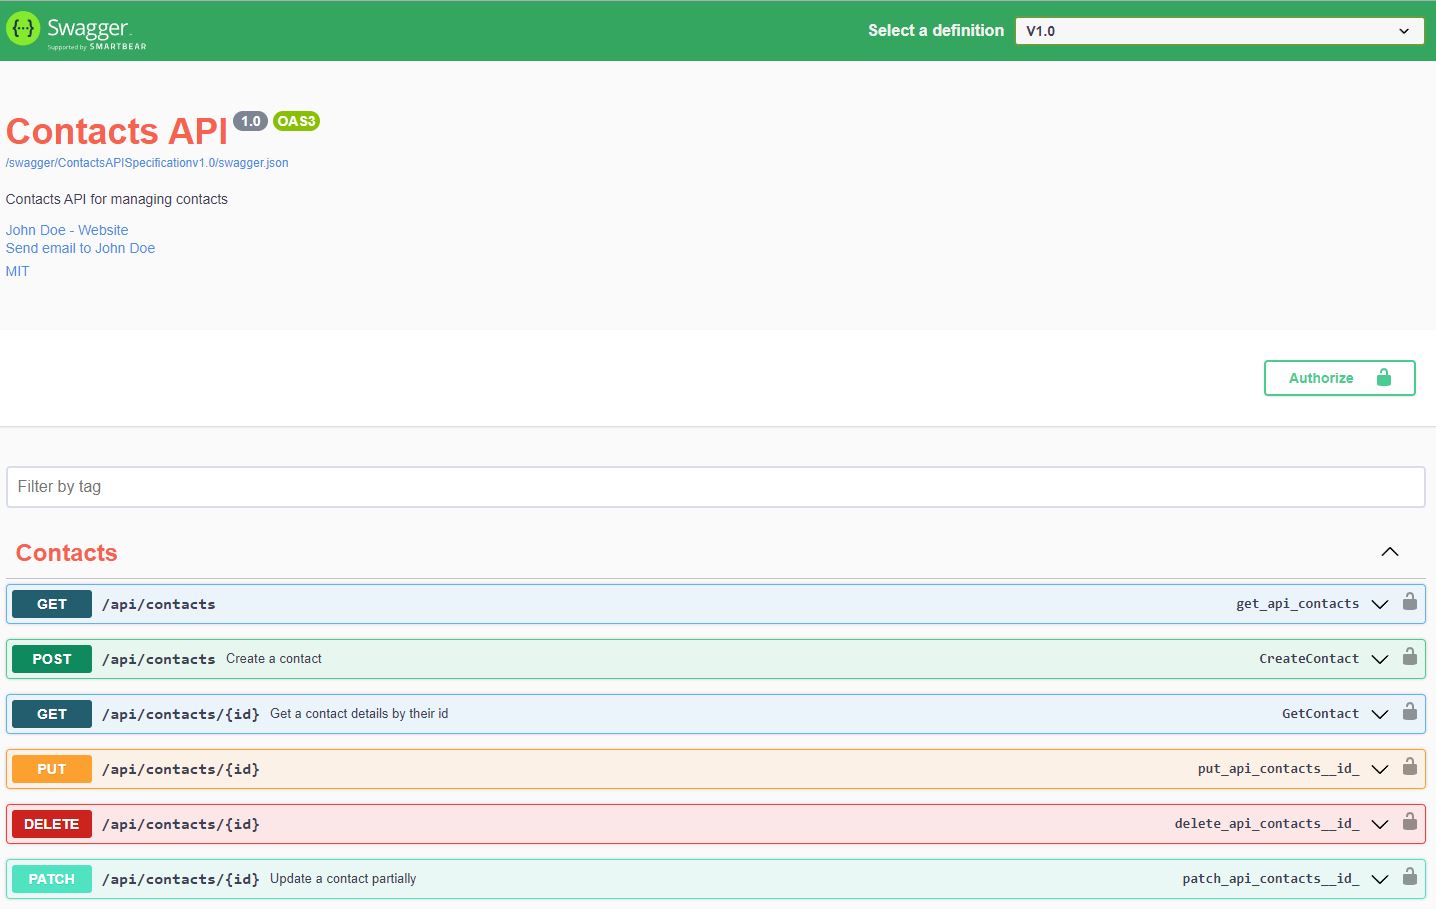 {...} Swagger.
Supported by SMARTBEAR
Select a definition V1.0
Contacts API 1.0 OAS3
/swagger/ContactsAPISpecificationv1.0/swagger.json
Contacts API for managing contacts
John Doe - Website
Send email to John Doe
MIT
Authorize
Filter by tag
Contacts
GET /api/contacts get_api_contacts
POST /api/contacts Create a contact CreateContact
GET /api/contacts/{id} Get a contact details by their id GetContact
PUT /api/contacts/{id} put_api_contacts__id_
DELETE /api/contacts/{id} delete_api_contacts__id_
PATCH /api/contacts/{id} Update a contact partially patch_api_contacts__id_